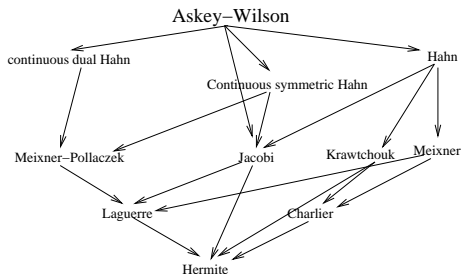 Askey–Wilson
continuous dual Hahn
Hahn
Continuous symmetric Hahn
Meixner–Pollaczek
Jacobi
Krawtchouk
Meixner
Laguerre
Charlier
Hermite